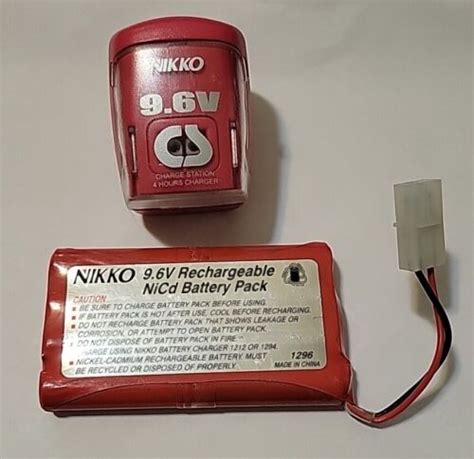 NIKKO
9.6V
CS
CHARGE STATION
4 HOURS CHARGER
NIKKO 9.6V Rechargeable
NiCd Battery Pack
CAUTION
• BE SURE TO CHARGE BATTERY PACK BEFORE USING.
• IF BATTERY PACK IS HOT AFTER USE, COOL BEFORE RECHARGING.
• DO NOT RECHARGE BATTERY PACK THAT SHOWS LEAKAGE OR
CORROSION, OR ATTEMPT TO OPEN BATTERY PACK.
• DO NOT DISPOSE OF BATTERY PACK IN FIRE
CHARGE USING NIKKO BATTERY CHARGER 1212 OR 1294.
• NICKEL-CADMIUM RECHARGEABLE BATTERY. MUST
BE RECYCLED OR DISPOSED OF PROPERLY.
1296
MADE IN CHINA